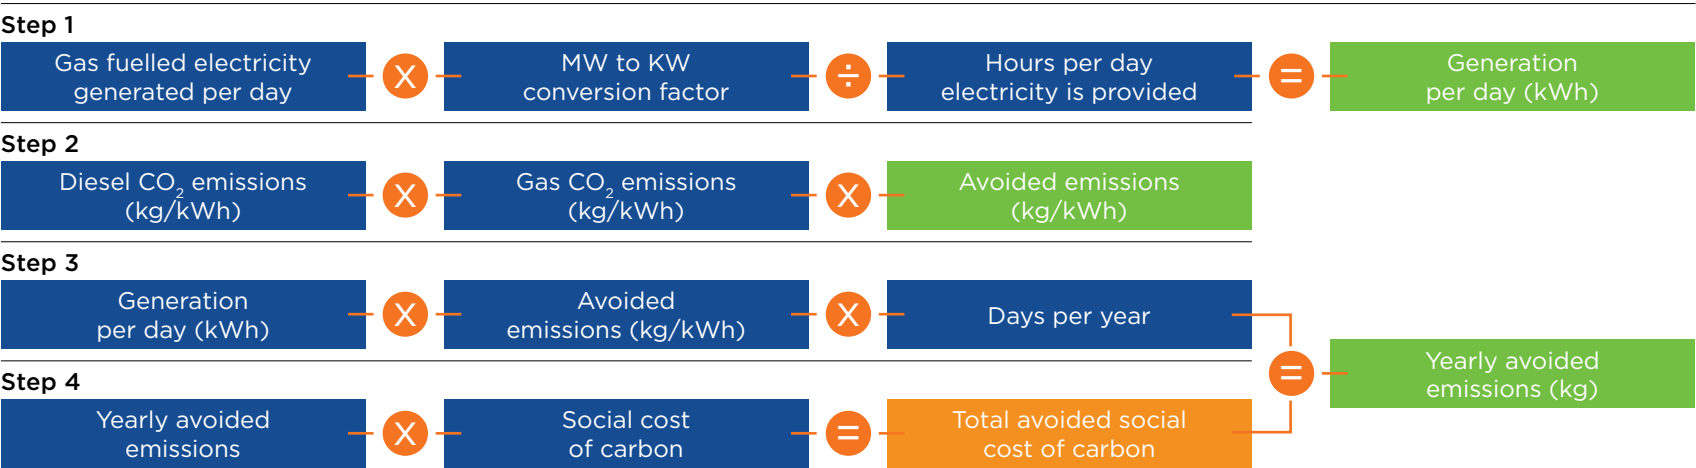 Step 1
Gas fuelled electricity
generated per day
X
MW to KW
conversion factor
÷
Hours per day
electricity is provided
=
Generation
per day (kWh)
Step 2
Diesel CO₂ emissions
(kg/kWh)
X
Gas CO₂ emissions
(kg/kWh)
X
Avoided emissions
(kg/kWh)
Step 3
Generation
per day (kWh)
X
Avoided
emissions (kg/kWh)
X
Days per year
=
Yearly avoided
emissions (kg)
Step 4
Yearly avoided
emissions
X
Social cost
of carbon
=
Total avoided social
cost of carbon